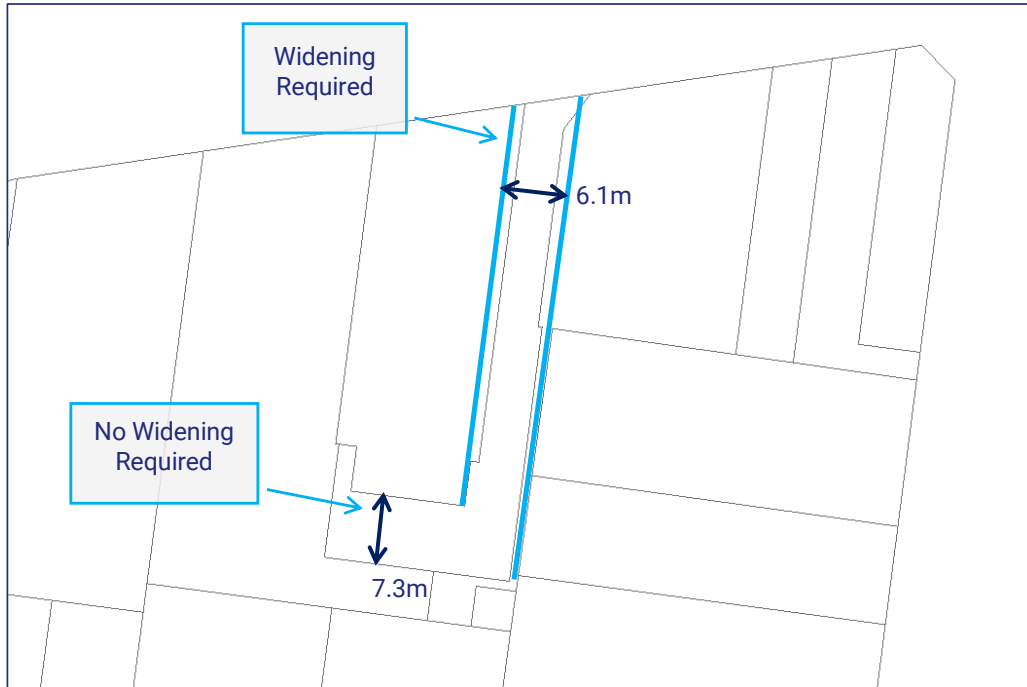 Widening
Required
6.1m
No Widening
Required
7.3m